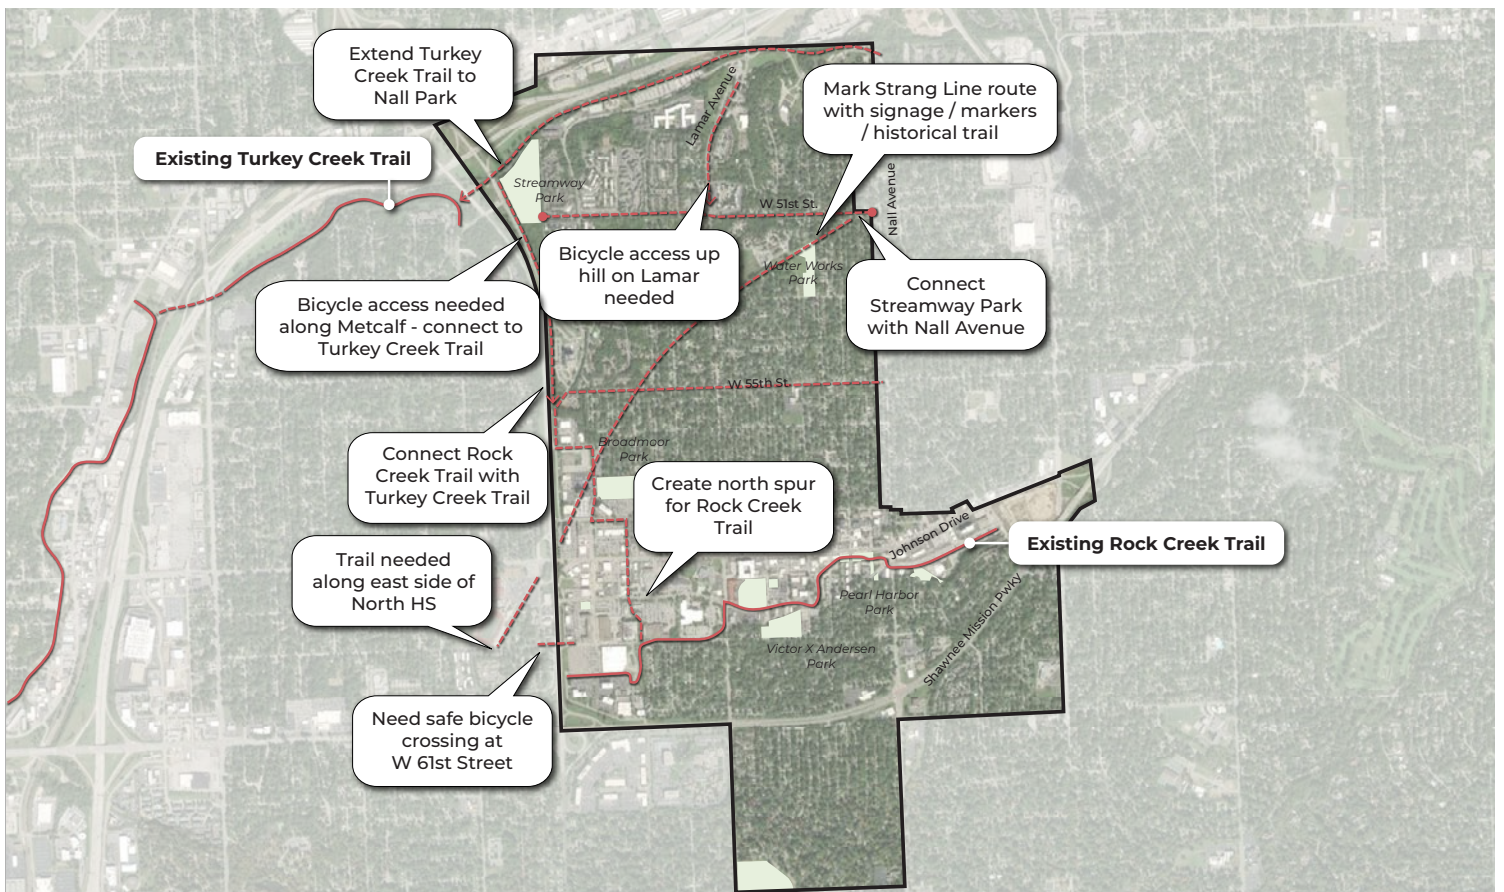 Extend Turkey
Creek Trail to
Nall Park
Existing Turkey Creek Trail
Lamar Avenue
Mark Strang Line route
with signage / markers
/ historical trail
Streamway
Park
W 51st St.
Nall Avenue
Bicycle access up
hill on Lamar
needed
Water Works
Park
Connect
Streamway Park
with Nall Avenue
Bicycle access needed
along Metcalf - connect to
Turkey Creek Trail
W 55th St.
Connect Rock
Creek Trail with
Turkey Creek Trail
Broadmoor
Park
Create north spur
for Rock Creek
Trail
Johnson Drive
Existing Rock Creek Trail
Trail needed
along east side of
North HS
Pearl Harbor
Park
Victor X Andersen
Park
Shawnee Mission Pwky
Need safe bicycle
crossing at
W 61st Street